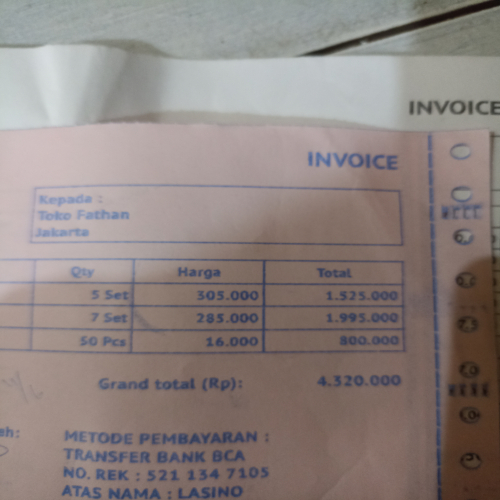 INVOICE
INVOICE
Kepada :
Toko Fathan
Jakarta
Qty Harga Total
5 Set 305.000 1.525.000
7 Set 285.000 1.995.000
50 Pcs 16.000 800.000
Grand total (Rp): 4.320.000
METODE PEMBAYARAN :
TRANSFER BANK BCA
NO. REK : 521 134 7105
ATAS NAMA : LASINO